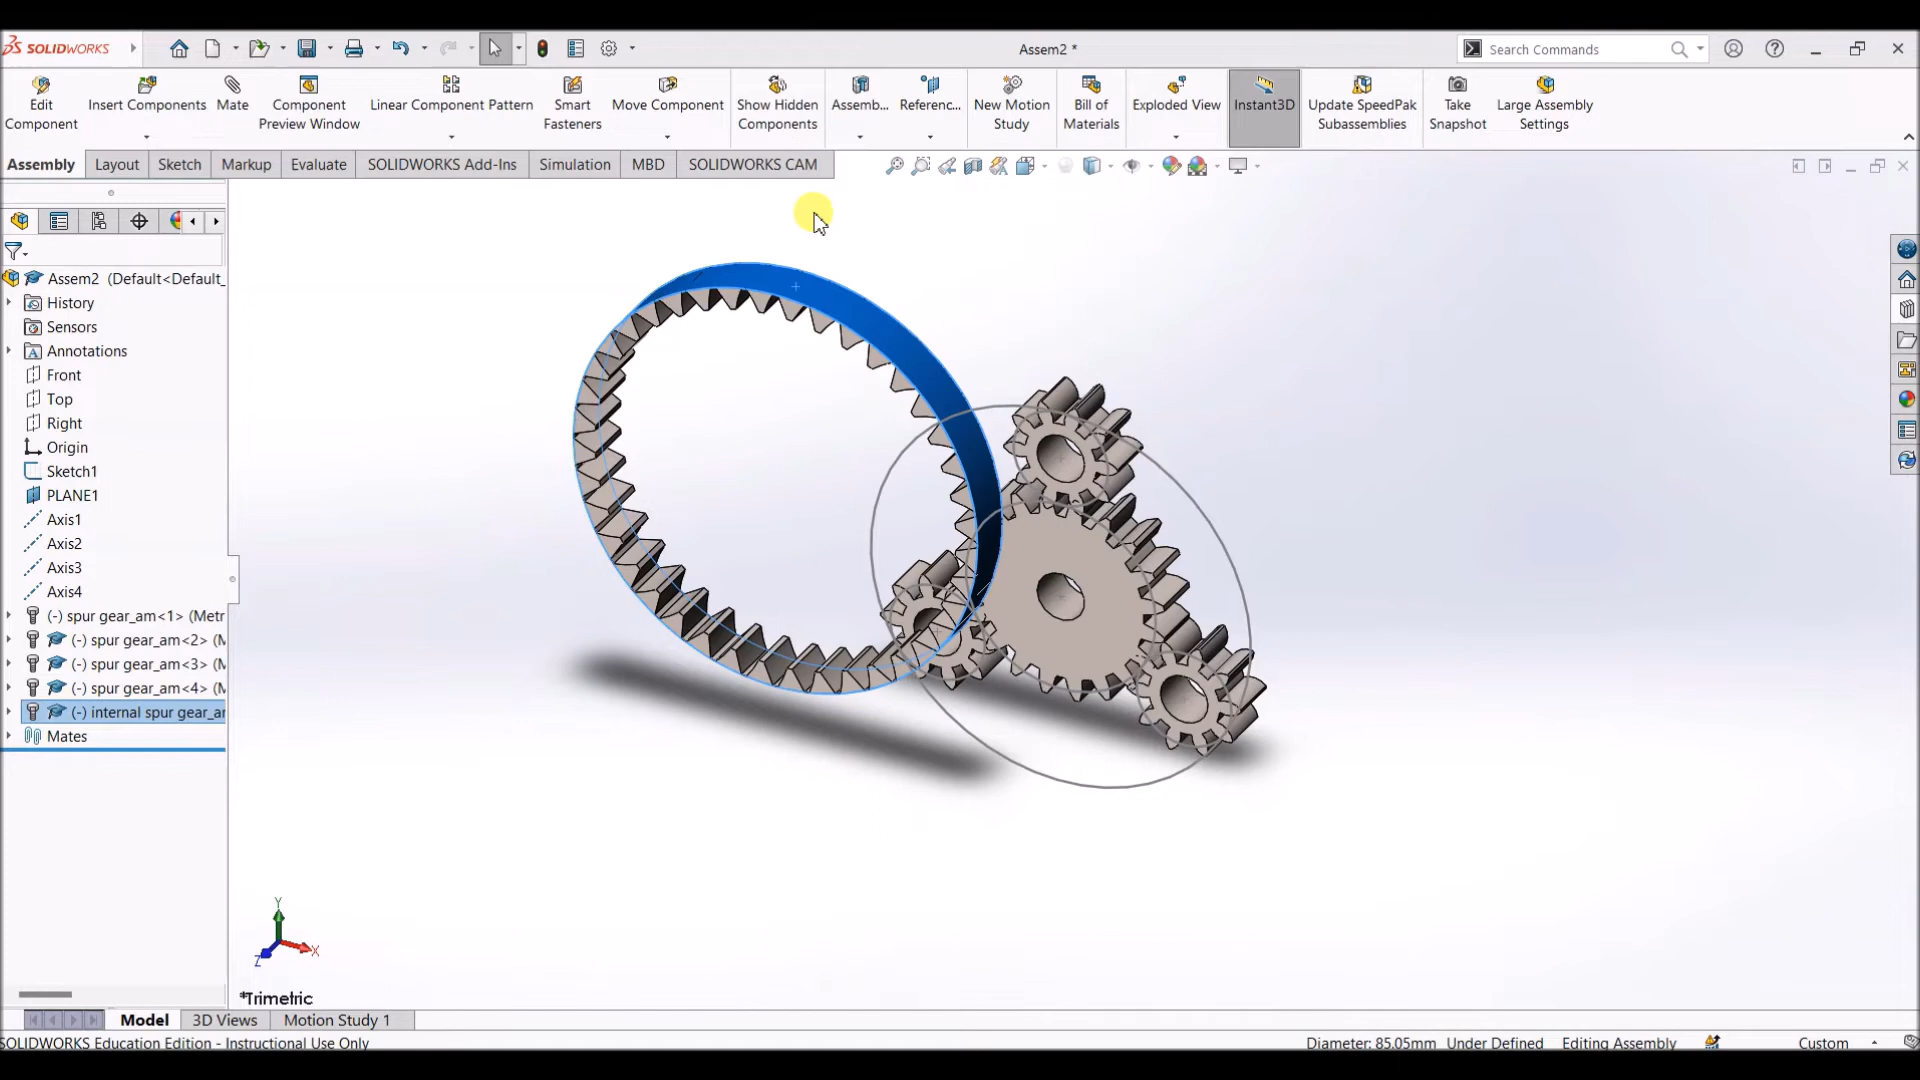 SOLIDWORKS
Assem2 *
Search Commands
Edit Component
Insert Components
Mate
Component Preview Window
Linear Component Pattern
Smart Fasteners
Move Component
Show Hidden Components
Assemb...
Referenc...
New Motion Study
Bill of Materials
Exploded View
Instant3D
Update SpeedPak Subassemblies
Take Snapshot
Large Assembly Settings
Assembly
Layout
Sketch
Markup
Evaluate
SOLIDWORKS Add-Ins
Simulation
MBD
SOLIDWORKS CAM
Assem2 (Default<Default_
History
Sensors
Annotations
Front
Top
Right
Origin
Sketch1
PLANE1
Axis1
Axis2
Axis3
Axis4
(-) spur gear_am<1> (Metr
(-) spur gear_am<2> (M
(-) spur gear_am<3> (M
(-) spur gear_am<4> (M
(-) internal spur gear_ar
Mates
Y
X
Z
*Trimetric
Model
3D Views
Motion Study 1
SOLIDWORKS Education Edition - Instructional Use Only
Diameter: 85.05mm
Under Defined
Editing Assembly
Custom